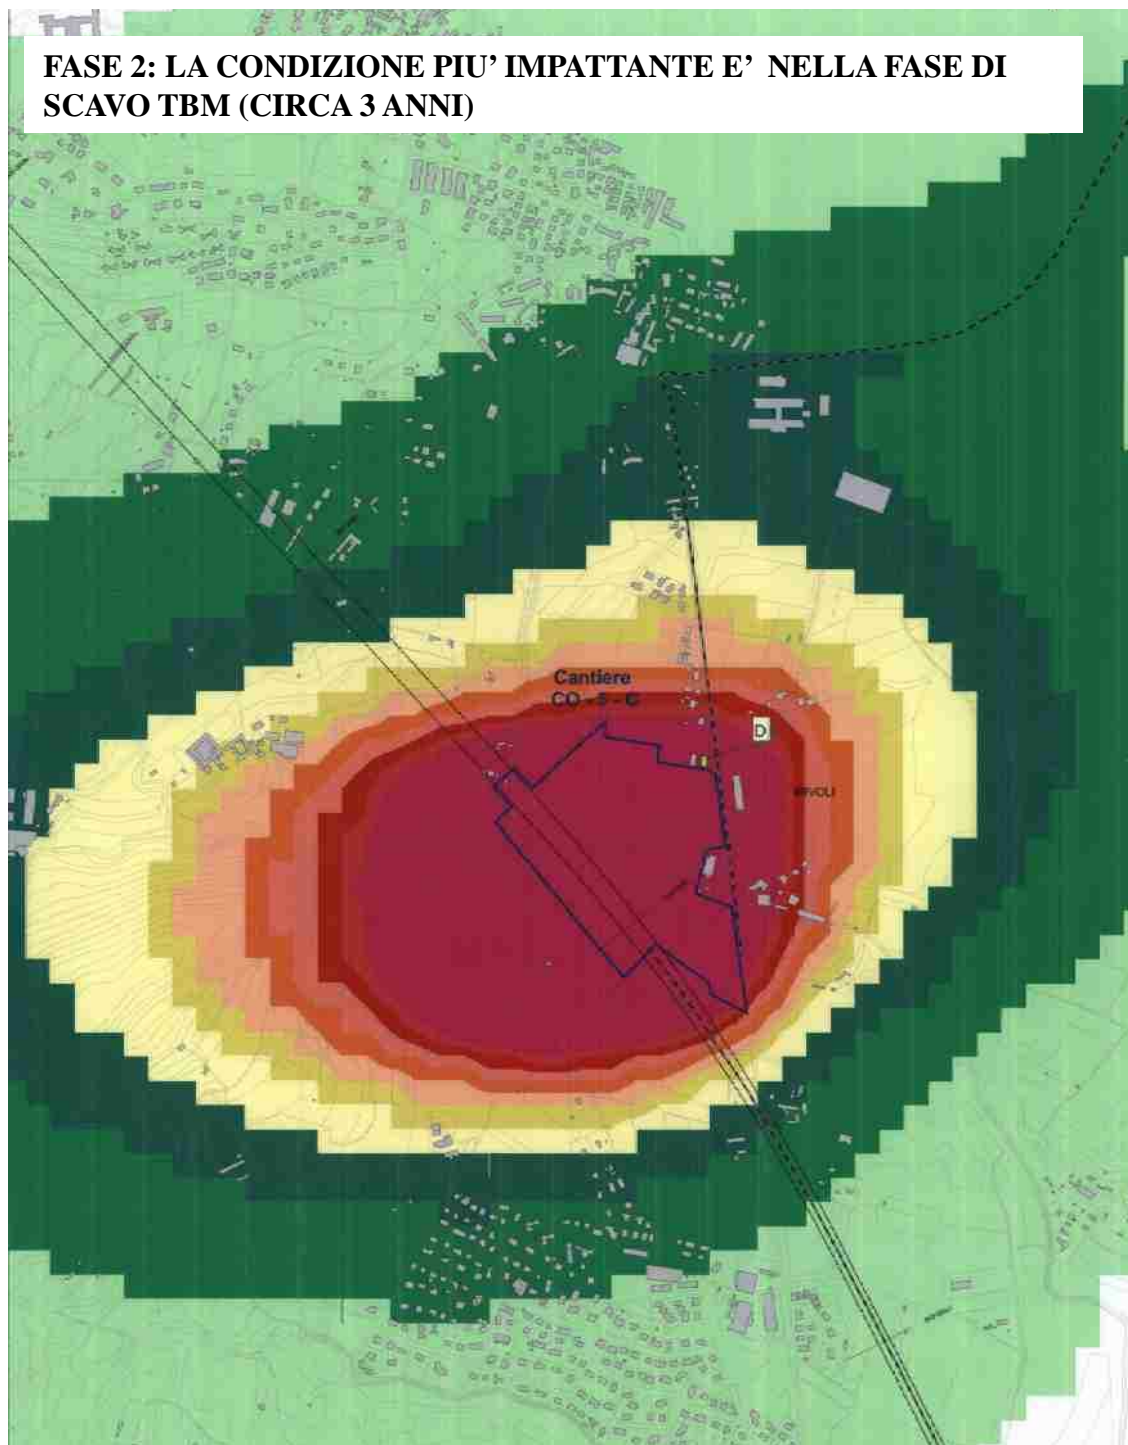 FASE 2: LA CONDIZIONE PIU’ IMPATTANTE E’ NELLA FASE DI
SCAVO TBM (CIRCA 3 ANNI)
Cantiere
D